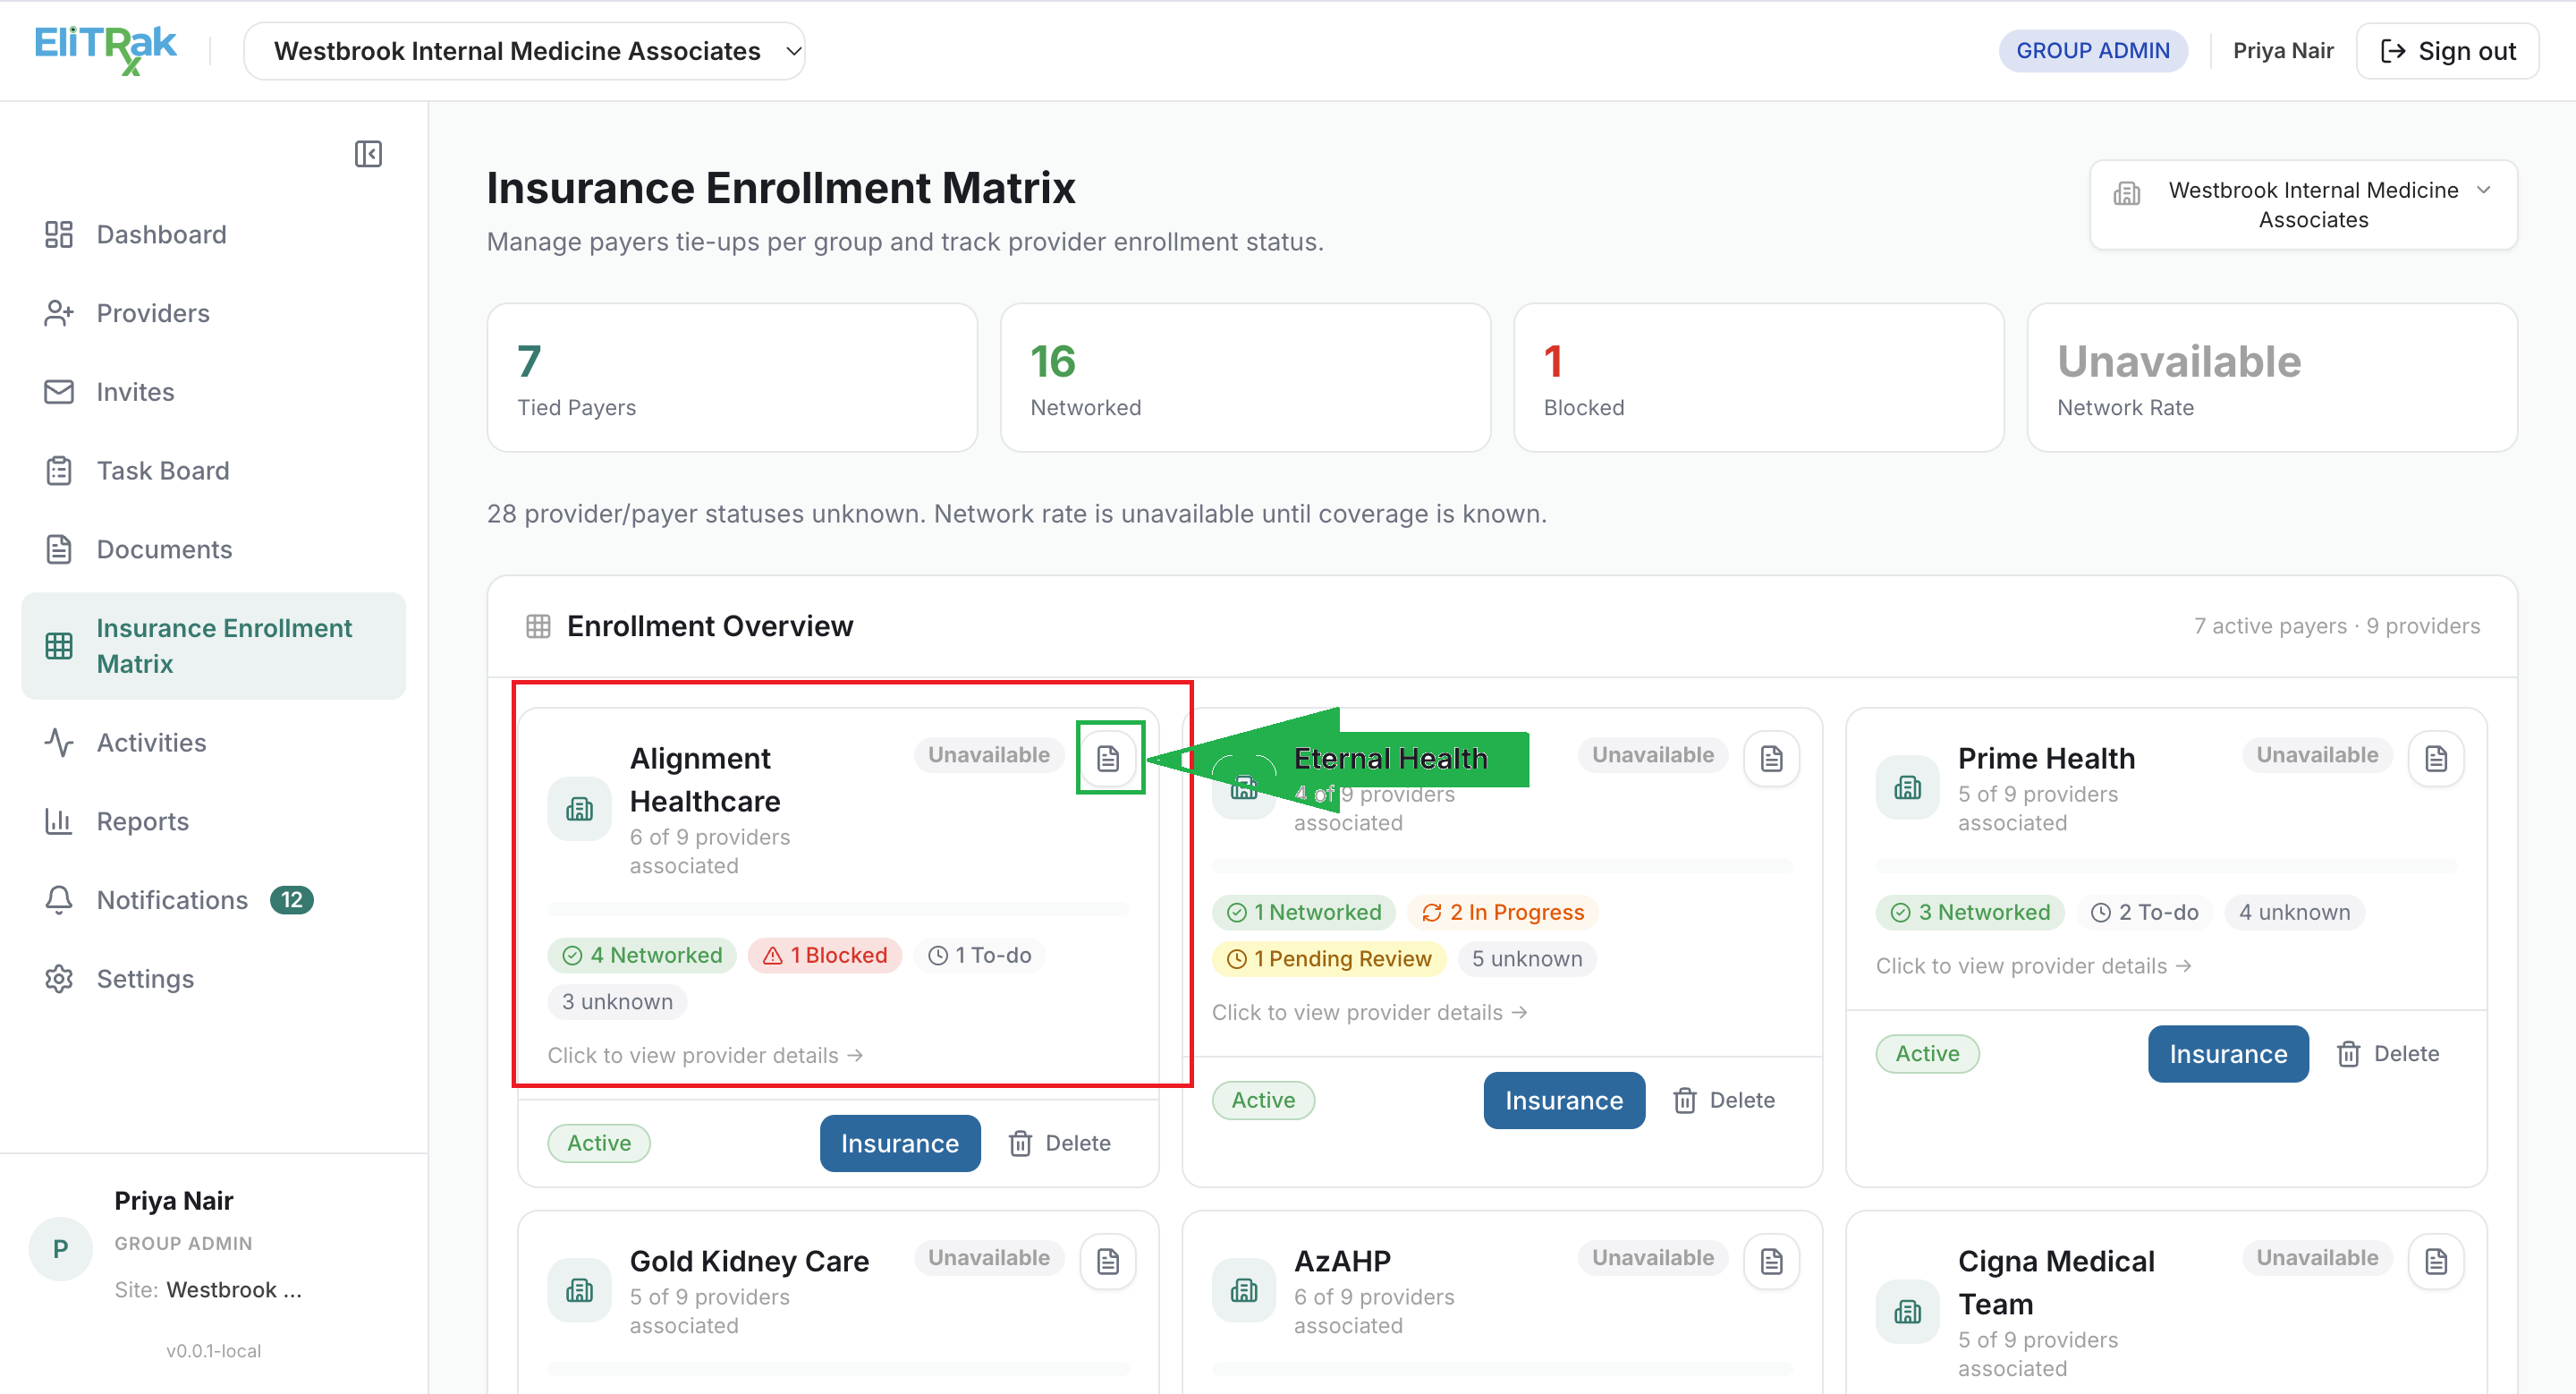 EliTRak
x
Westbrook Internal Medicine Associates
GROUP ADMIN
Priya Nair
Sign out
Dashboard
Providers
Invites
Task Board
Documents
Insurance Enrollment
Matrix
Activities
Reports
Notifications 12
Settings
P
Priya Nair
GROUP ADMIN
Site: Westbrook ...
v0.0.1-local
Insurance Enrollment Matrix
Manage payers tie-ups per group and track provider enrollment status.
Westbrook Internal Medicine
Associates
7
Tied Payers
16
Networked
1
Blocked
Unavailable
Network Rate
28 provider/payer statuses unknown. Network rate is unavailable until coverage is known.
Enrollment Overview
7 active payers · 9 providers
Alignment
Healthcare
Unavailable
6 of 9 providers
associated
4 Networked
1 Blocked
1 To-do
3 unknown
Click to view provider details →
Active
Insurance
Delete
Eternal Health
Unavailable
4 of 9 providers
associated
1 Networked
2 In Progress
1 Pending Review
5 unknown
Click to view provider details →
Active
Insurance
Delete
Prime Health
Unavailable
5 of 9 providers
associated
3 Networked
2 To-do
4 unknown
Click to view provider details →
Active
Insurance
Delete
Gold Kidney Care
Unavailable
5 of 9 providers
associated
AzAHP
Unavailable
6 of 9 providers
associated
Cigna Medical
Team
Unavailable
5 of 9 providers
associated